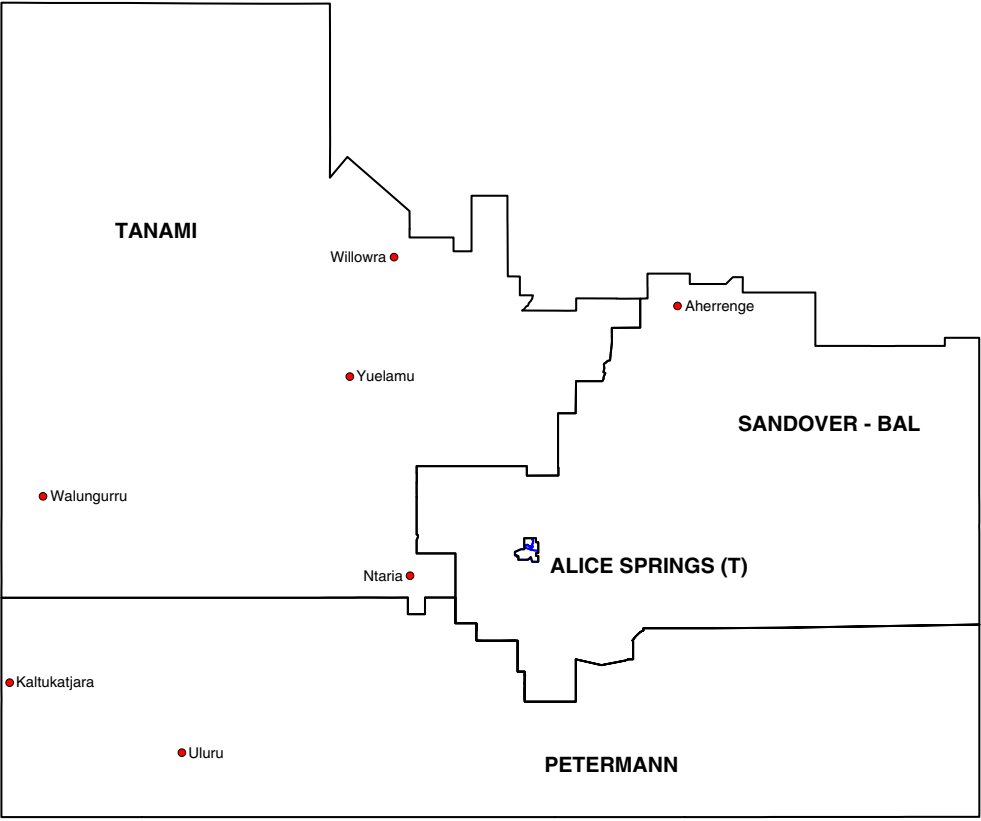 TANAMI
Willowra
Aherrenge
Yuelamu
SANDOVER - BAL
Walungurru
ALICE SPRINGS (T)
Ntaria
Kaltukatjara
Uluru
PETERMANN